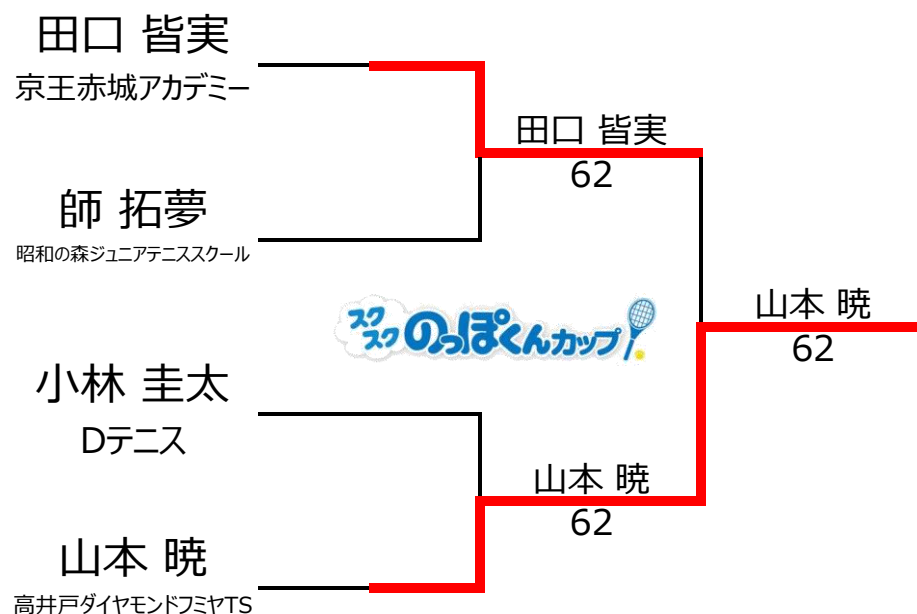 田口 皆実
京王赤城アカデミー
田口 皆実
62
師 拓夢
昭和の森ジュニアテニススクール
スクスクのっぽくんカップ
山本 暁
62
小林 圭太
Dテニス
山本 暁
62
山本 暁
高井戸ダイヤモンドフミヤTS